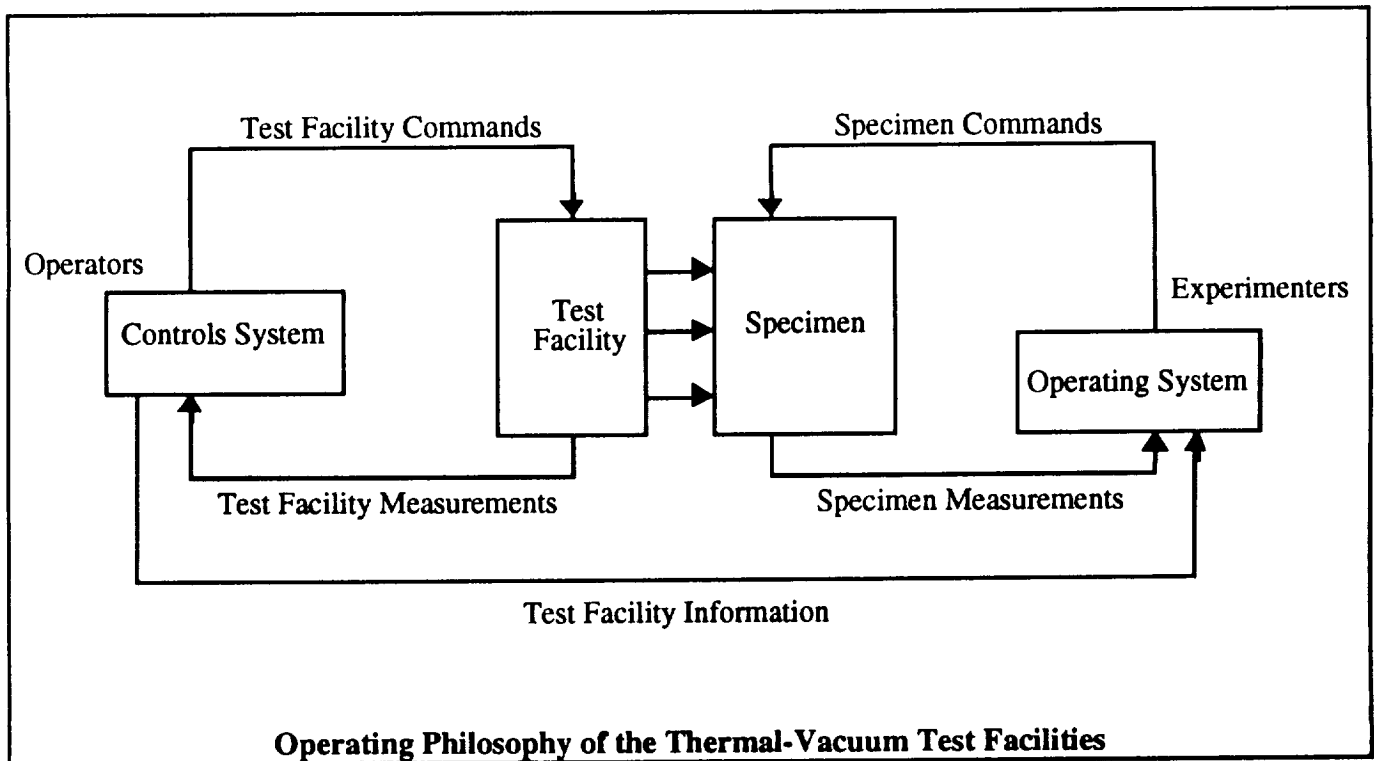 Test Facility Commands
Specimen Commands
Operators
Experimenters
Controls System
Test
Facility
Specimen
Operating System
Test Facility Measurements
Specimen Measurements
Test Facility Information
Operating Philosophy of the Thermal-Vacuum Test Facilities